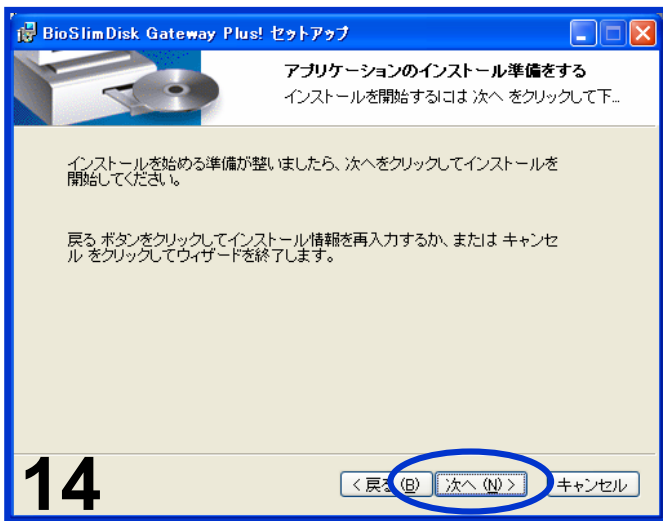 BioSlimDisk Gateway Plus! セットアップ
アプリケーションのインストール準備をする
インストールを開始するには 次へ をクリックして下...
インストールを始める準備が整いましたら、次へをクリックしてインストールを
開始してください。
戻る ボタンをクリックしてインストール情報を再入力するか、または キャンセ
ル をクリックしてウィザードを終了します。
14
< 戻る (B) 次へ (N) > キャンセル